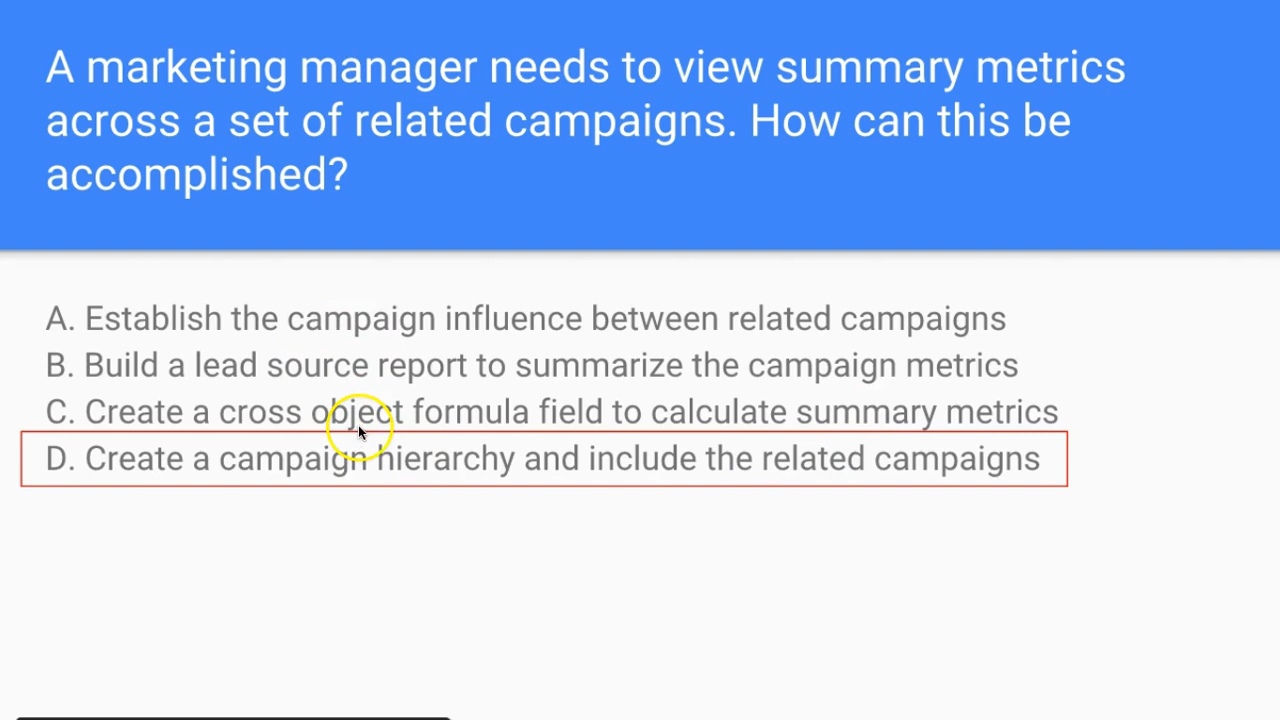 A marketing manager needs to view summary metrics
across a set of related campaigns. How can this be
accomplished?
A. Establish the campaign influence between related campaigns
B. Build a lead source report to summarize the campaign metrics
C. Create a cross object formula field to calculate summary metrics
D. Create a campaign hierarchy and include the related campaigns